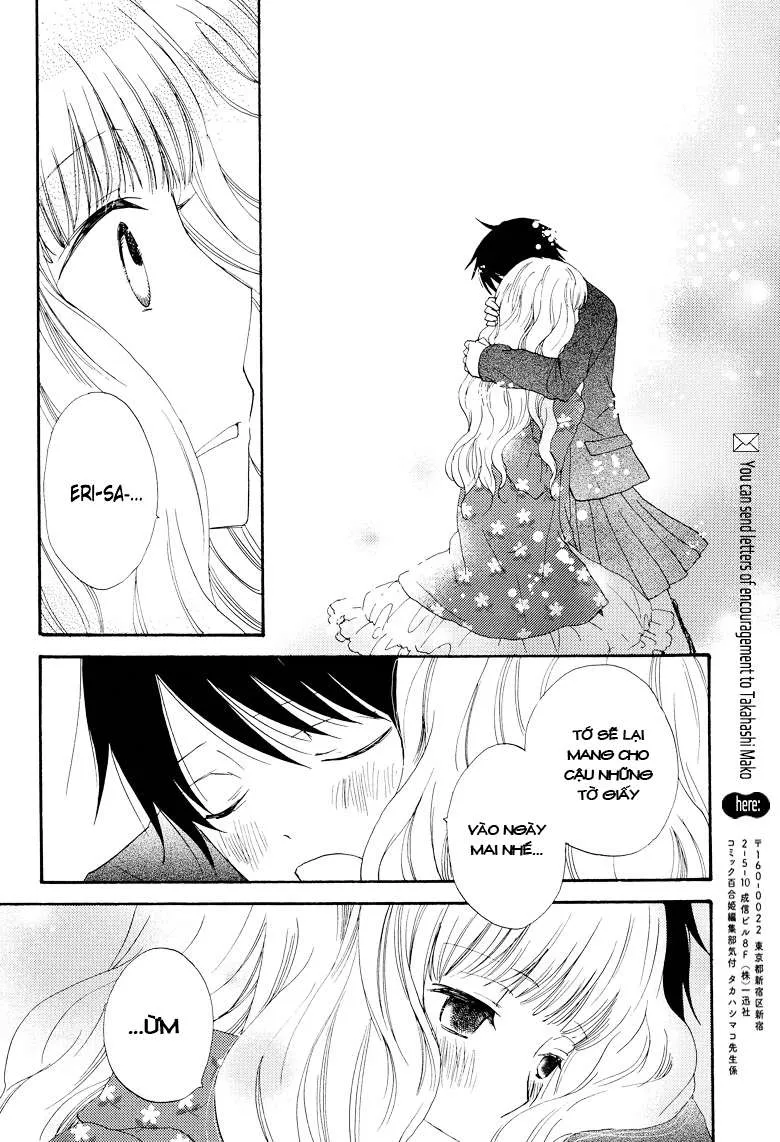 ERI-SA-...
TỚ SẼ LẠI
MANG CHO
CẬU NHỮNG
TỜ GIẤY
VÀO NGÀY
MAI NHÉ...
...ỪM
You can send letters of encouragement to Takahashi Mako
here:
〒160-0022 東京都新宿区新宿
2-5-10 成信ビル8F (株)一迅社
コミック百合姫編集部気付 タカハシマコ先生係